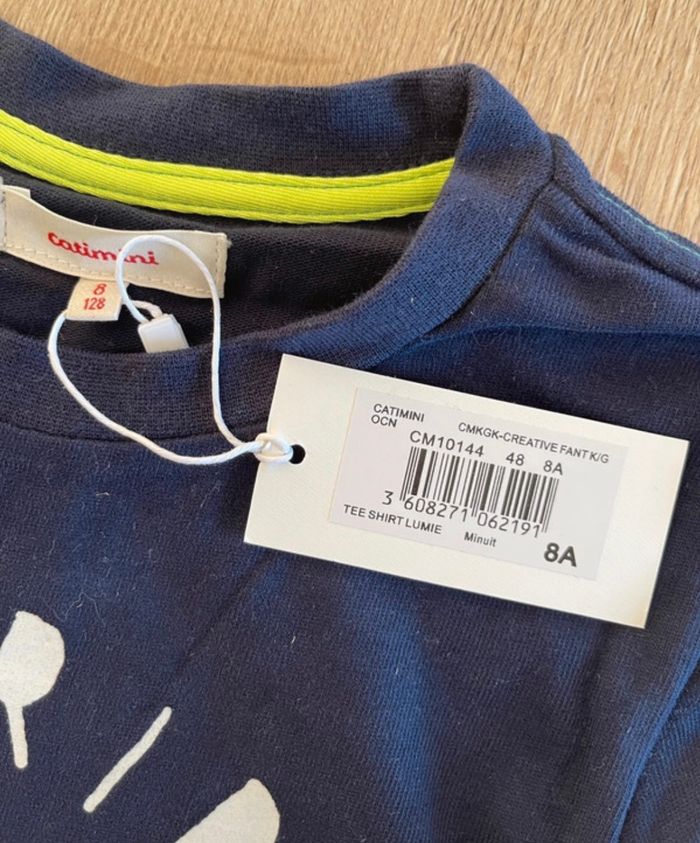 catimini
8
128
CATIMINI
OCN
CMKGK-CREATIVE FANT K/G
CM10144 48 8A
3 608271 062191
TEE SHIRT LUMIE Minuit
8A